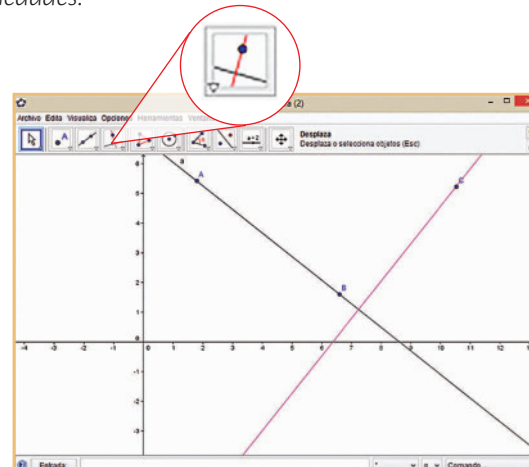 (2)
Archivo Edita Visualiza Opciones Herramientas
Desplaza
Desplaza o selecciona objetos (Esc)
a
A
B
C
6
5
4
3
2
1
0
-1
-2
-3
-4 -3 -2 -1 0 1 2 3 4 5 6 7 8 9 10 11 12
Entrada:
Comando